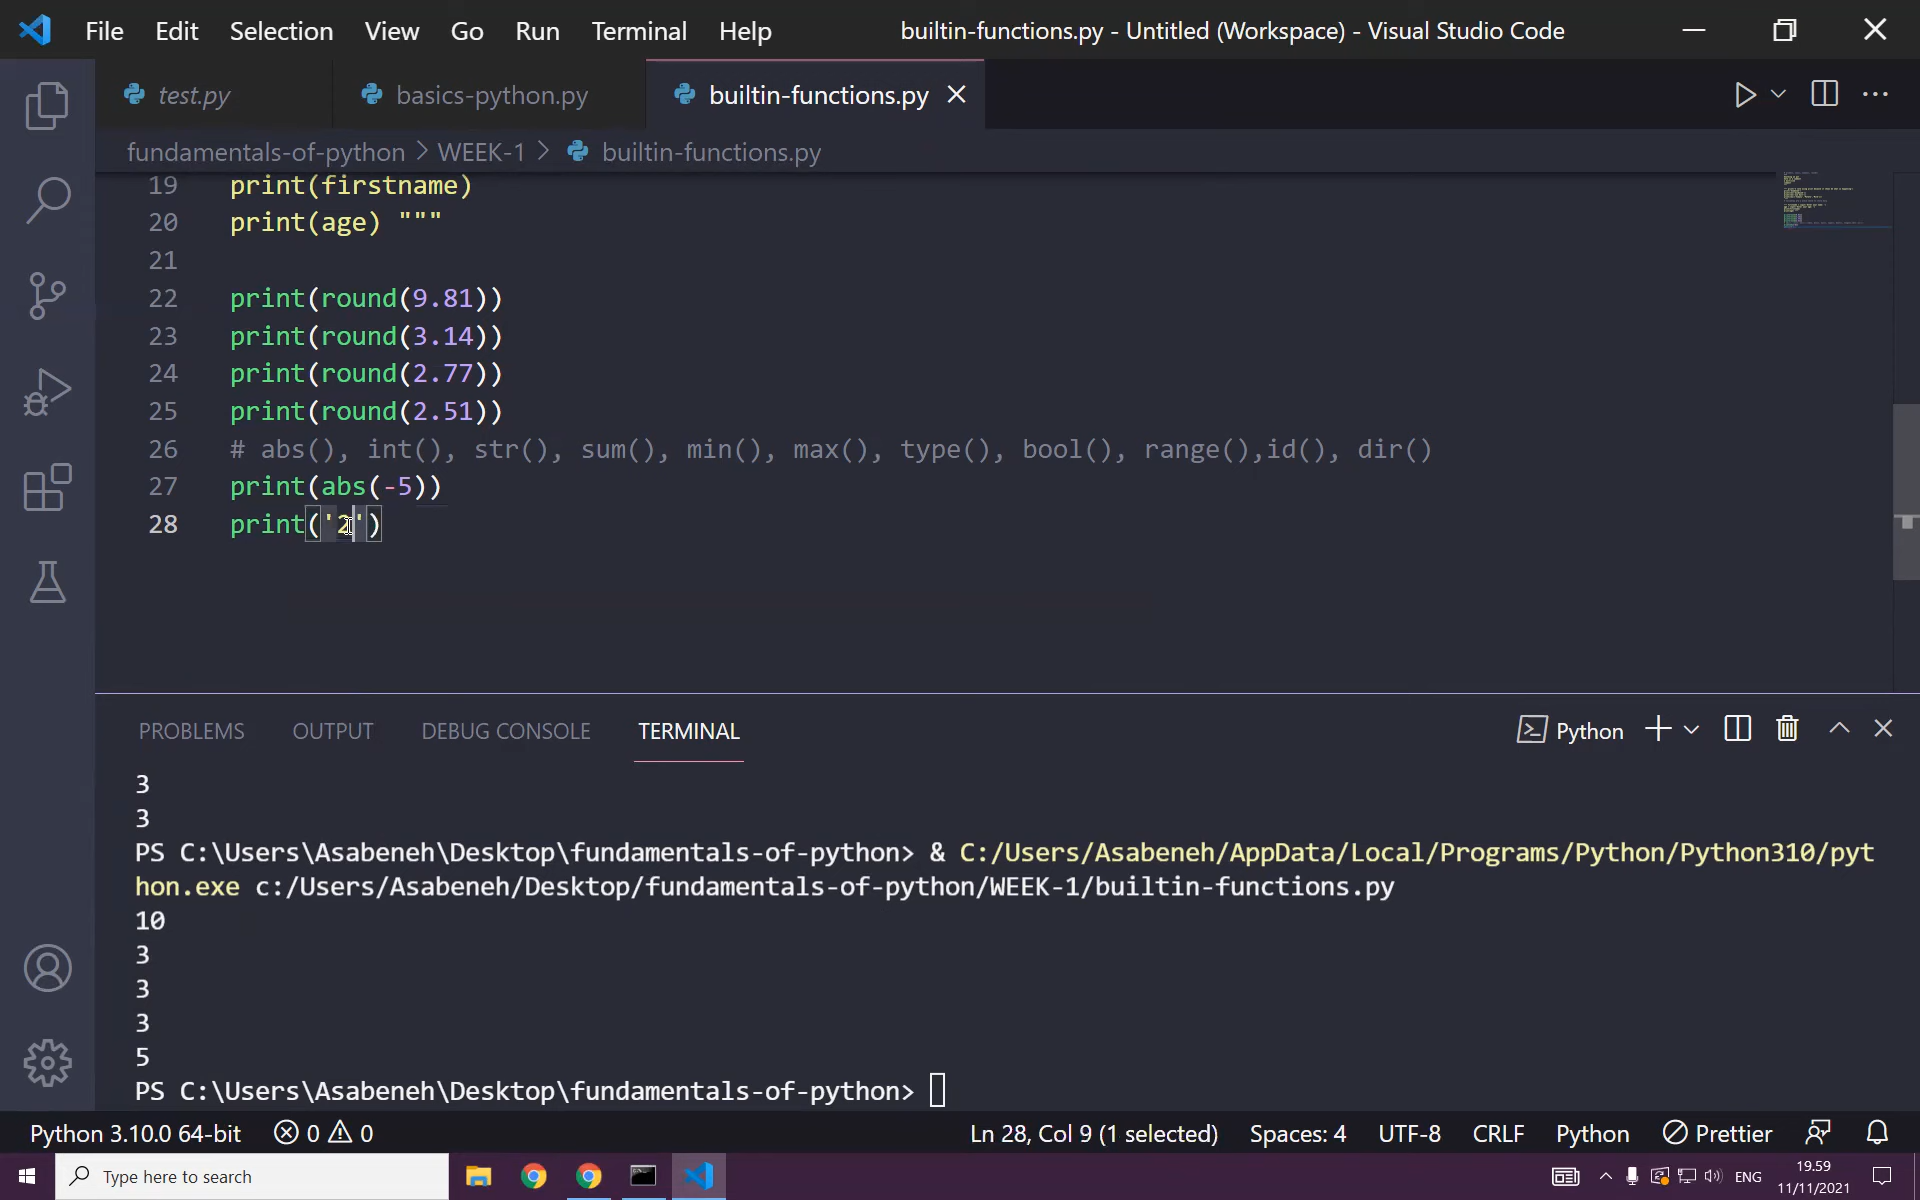 File Edit Selection View Go Run Terminal Help builtin-functions.py - Untitled (Workspace) - Visual Studio Code
test.py basics-python.py builtin-functions.py
fundamentals-of-python > WEEK-1 > builtin-functions.py
19 print(firstname)
20 print(age) """
21
22 print(round(9.81))
23 print(round(3.14))
24 print(round(2.77))
25 print(round(2.51))
26 # abs(), int(), str(), sum(), min(), max(), type(), bool(), range(),id(), dir()
27 print(abs(-5))
28 print('2')
PROBLEMS OUTPUT DEBUG CONSOLE TERMINAL Python
3
3
PS C:\Users\Asabeneh\Desktop\fundamentals-of-python> & C:/Users/Asabeneh/AppData/Local/Programs/Python/Python310/pyt
hon.exe c:/Users/Asabeneh/Desktop/fundamentals-of-python/WEEK-1/builtin-functions.py
10
3
3
3
5
PS C:\Users\Asabeneh\Desktop\fundamentals-of-python>
Python 3.10.0 64-bit 0 0 Ln 28, Col 9 (1 selected) Spaces: 4 UTF-8 CRLF Python Prettier
Type here to search ENG 19.59
11/11/2021